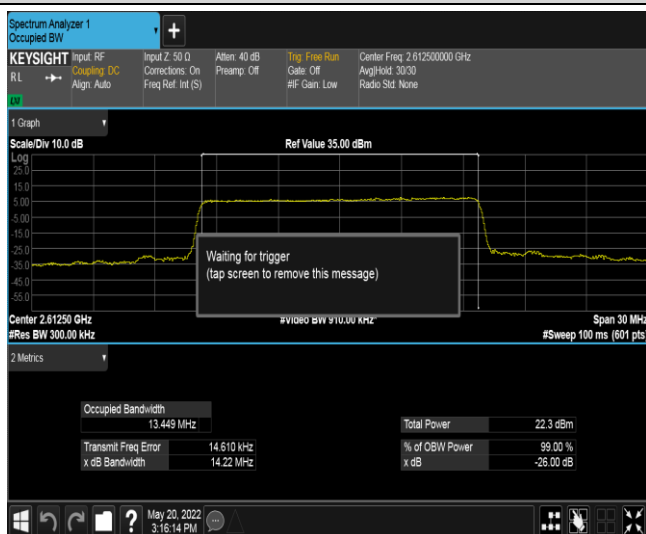 Spectrum Analyzer 1
Occupied BW
+
KEYSIGHT Input: RF Input Z: 50 Ω Atten: 40 dB Trig: Free Run Center Freq: 2.612500000 GHz
RL Coupling: DC Corrections: On Preamp: Off Gate: Off Avg|Hold: 30/30
Align: Auto Freq Ref: Int (S) #IF Gain: Low Radio Std: None
1 Graph
Scale/Div 10.0 dB Ref Value 35.00 dBm
Log
25.0
15.0
5.00
-5.00
-15.0
-25.0
-35.0
-45.0
-55.0
Waiting for trigger
(tap screen to remove this message)
Center 2.61250 GHz #Video BW 910.00 kHz* Span 30 MHz
#Res BW 300.00 kHz #Sweep 100 ms (601 pts)
2 Metrics
Occupied Bandwidth
13.449 MHz Total Power 22.3 dBm
Transmit Freq Error 14.610 kHz % of OBW Power 99.00 %
x dB Bandwidth 14.22 MHz x dB -26.00 dB
? May 20, 2022
3:16:14 PM